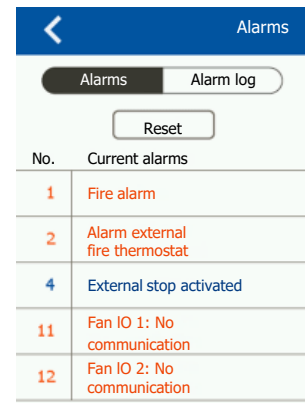 Alarms
Alarms Alarm log
Reset
No. Current alarms
1 Fire alarm
2 Alarm external
fire thermostat
4 External stop activated
11 Fan IO 1: No
communication
12 Fan IO 2: No
communication